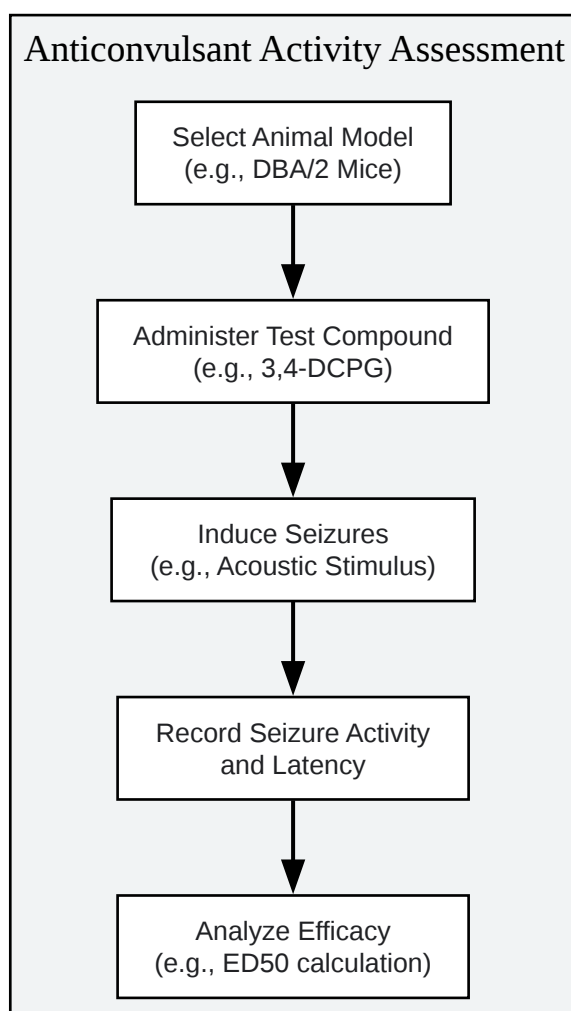 Anticonvulsant Activity Assessment
Select Animal Model
(e.g., DBA/2 Mice)
Administer Test Compound
(e.g., 3,4-DCPG)
Induce Seizures
(e.g., Acoustic Stimulus)
Record Seizure Activity
and Latency
Analyze Efficacy
(e.g., ED50 calculation)